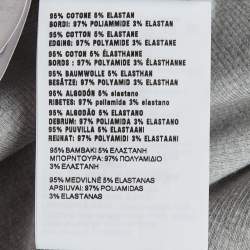 95% COTONE 5% ELASTAN
BORDI: 97% POLIAMMIDE 3% ELASTAN
95% COTTON 5% ELASTANE
EDGING: 97% POLYAMIDE 3% ELASTANE
95% COTON 5% ÉLASTHANNE
BORDS : 97% POLYAMIDE 3% ÉLASTHANNE
95% BAUMWOLLE 5% ELASTHAN
BESÄTZE: 97% POLYAMID 3% ELASTHAN
95% ALGODÓN 5% elastano
RIBETES: 97% poliamida 3% elastano
95% ALGODÃO 5% elastano
DEBRUM: 97% POLIAMIDA 3% elastano
95% PUUVILLA 5% ELASTAANI
REUNAT: 97% POLYAMIDI 3% ELASTAANI
95% ΒΑΜΒΑΚΙ 5% ΕΛΑΣΤΑΝΕΣ
ΜΠΟΡΝΤΟΥΡΑ: 97% ΠΟΛΥΑΜΙΔΙΟ
3% ΕΛΑΣΤΑΝΕΣ
95% MEDVILNĖ 5% ELASTANAS
APSIUVAI: 97% POLIAMIDAS
3% ELASTANAS